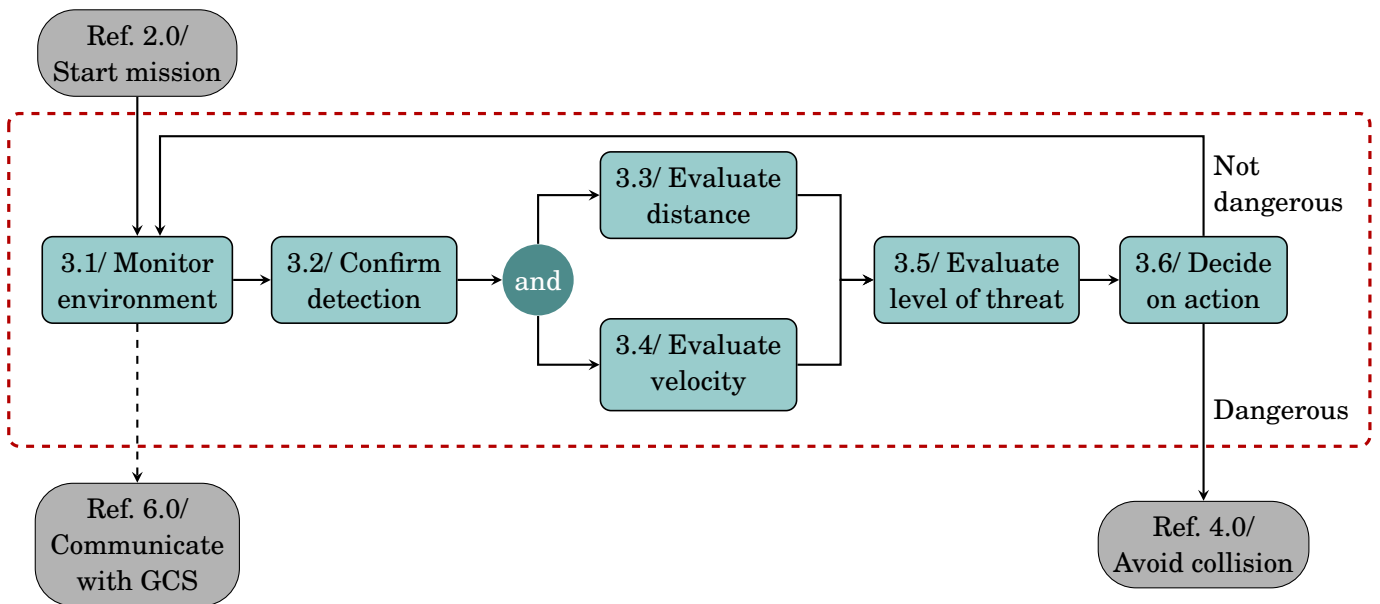 Ref. 2.0/
Start mission
Not
dangerous
3.3/ Evaluate
distance
3.1/ Monitor
environment
3.2/ Confirm
detection
and
3.5/ Evaluate
level of threat
3.6/ Decide
on action
3.4/ Evaluate
velocity
Dangerous
Ref. 6.0/
Communicate
with GCS
Ref. 4.0/
Avoid collision